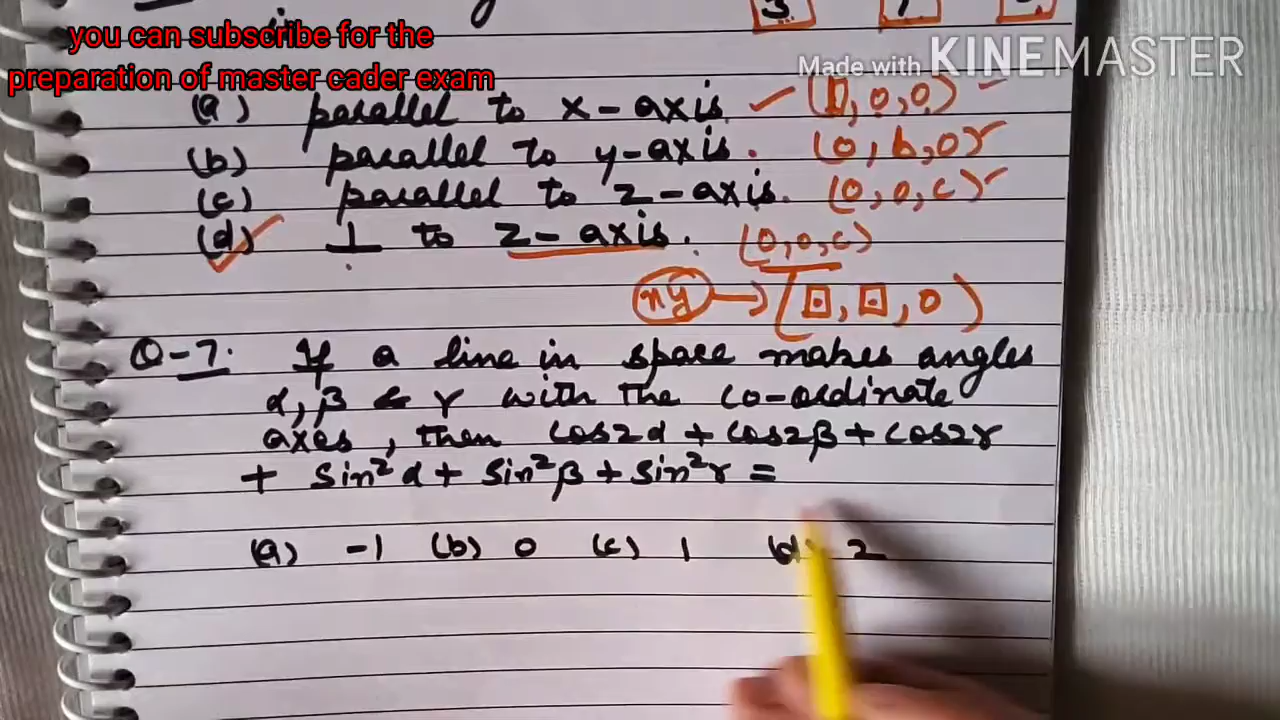 you can subscribe for the
preparation of master cader exam
Made with KINEMASTER
(a) parallel to x-axis. (1,0,0)
(b) parallel to y-axis. (0, b, 0)
(c) parallel to z-axis. (0, 0, c)
(d) ⊥ to z-axis. (0,0,c)
xy → (□, □, 0)
Q-7. If a line in space makes angles
α, β & γ with the co-ordinate
axes, then cos2α + cos2β + cos2γ
+ sin²α + sin²β + sin²γ =
(a) -1 (b) 0 (c) 1 (d) 2